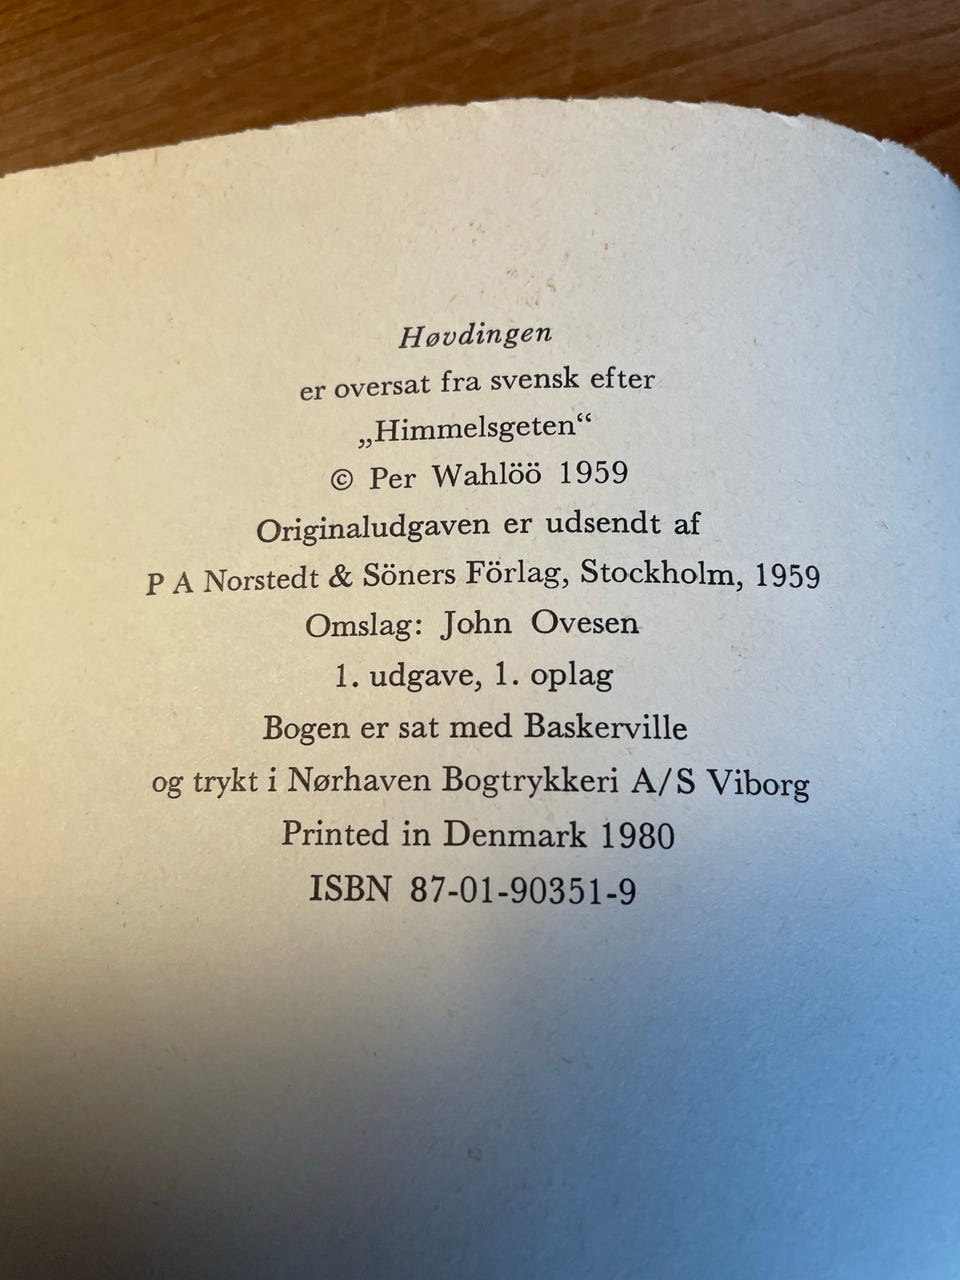 Høvdingen
er oversat fra svensk efter
„Himmelsgeten“
© Per Wahlöö 1959
Originaludgaven er udsendt af
P A Norstedt & Söners Förlag, Stockholm, 1959
Omslag: John Ovesen
1. udgave, 1. oplag
Bogen er sat med Baskerville
og trykt i Nørhaven Bogtrykkeri A/S Viborg
Printed in Denmark 1980
ISBN 87-01-90351-9